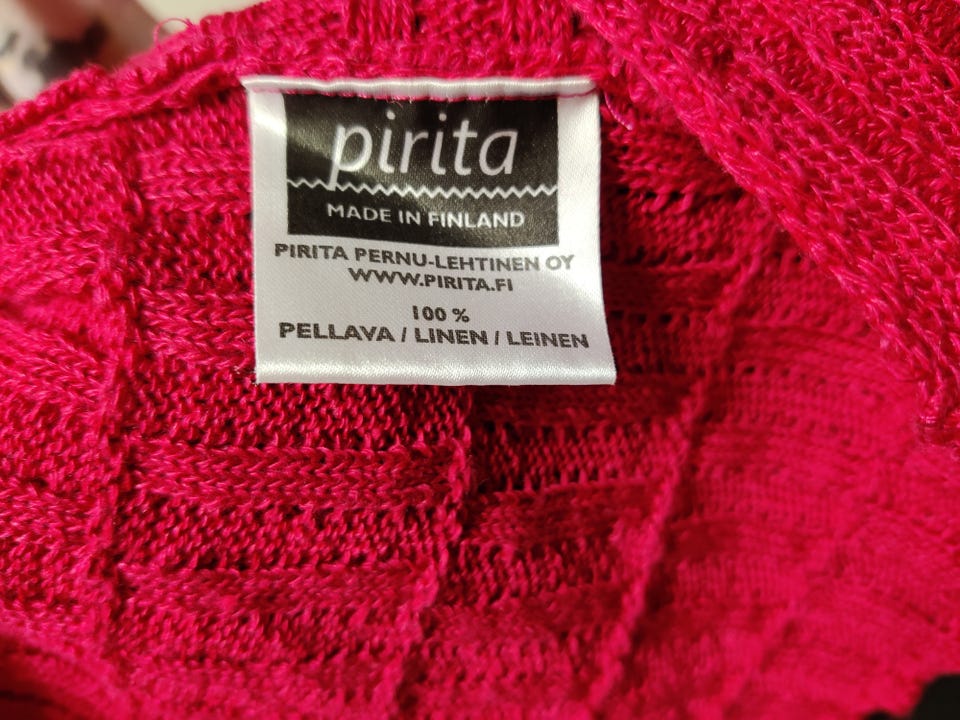 pirita
MADE IN FINLAND
PIRITA PERNU-LEHTINEN OY
WWW.PIRITA.FI
100 %
PELLAVA / LINEN / LEINEN